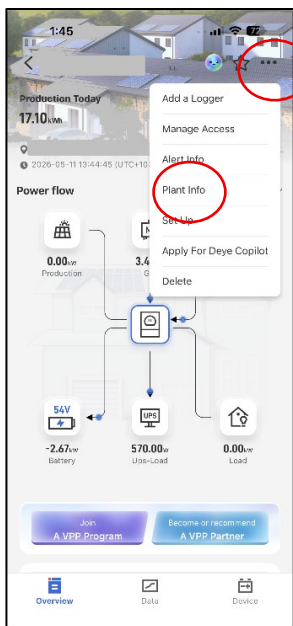 1:45
72
Production Today
17.10kWh
2026-05-11 13:44:45 (UTC+10
Add a Logger
Manage Access
Alert Info
Plant Info
Set Up
Apply For Deye Copilot
Delete
Power flow
0.00kW
Production
3.4
G
54V
-2.67kW
Battery
UPS
570.00W
Ups-Load
0.00kW
Load
Join
A VPP Program
Become or recommend
A VPP Partner
Overview
Data
Device